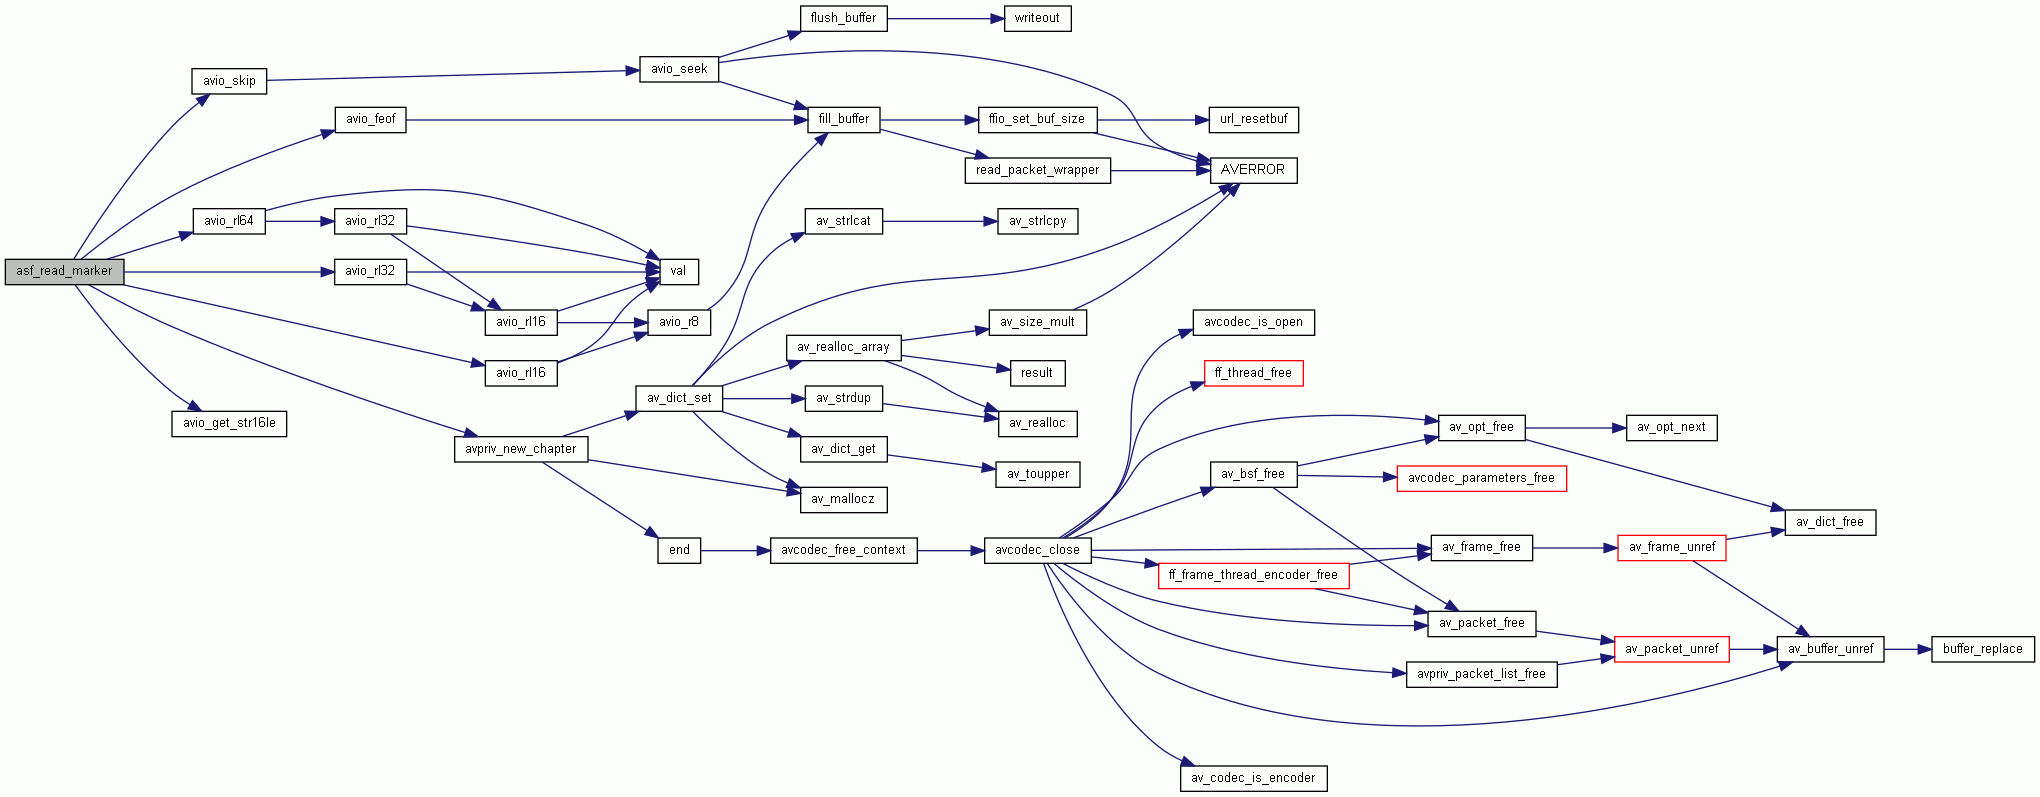 asf_read_marker
avio_skip
avio_feof
avio_rl64
avio_rl32
avio_rl32
avio_rl16
avio_rl16
avio_get_str16le
avpriv_new_chapter
avio_seek
val
avio_r8
av_dict_set
end
flush_buffer
writeout
fill_buffer
ffio_set_buf_size
url_resetbuf
read_packet_wrapper
AVERROR
av_strlcat
av_strlcpy
av_realloc_array
av_size_mult
result
av_strdup
av_realloc
av_dict_get
av_toupper
av_mallocz
avcodec_free_context
avcodec_close
avcodec_is_open
ff_thread_free
av_opt_free
av_opt_next
av_bsf_free
avcodec_parameters_free
av_dict_free
av_frame_free
av_frame_unref
ff_frame_thread_encoder_free
av_packet_free
av_packet_unref
av_buffer_unref
buffer_replace
avpriv_packet_list_free
av_codec_is_encoder